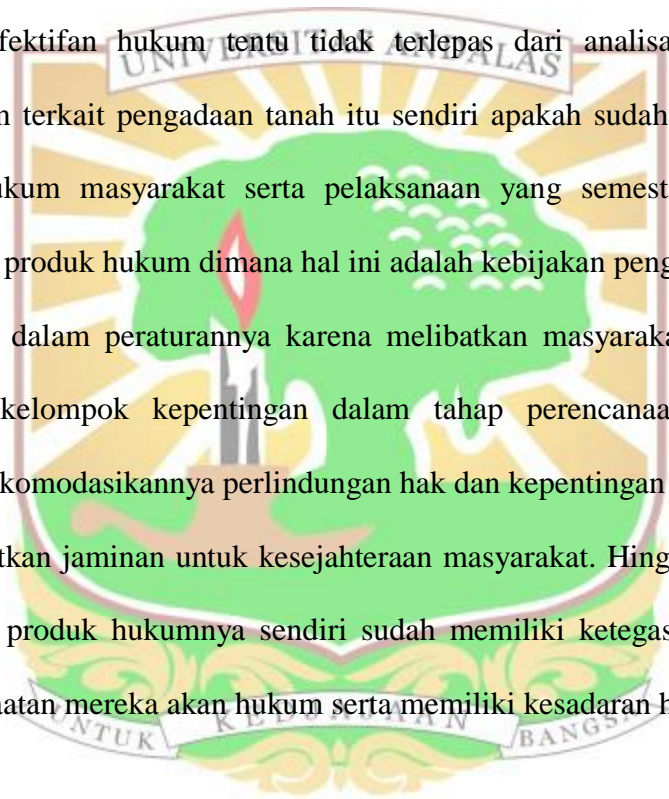 fektifan hukum tentu tidak terlepas dari analisa
UNIVERSITAS ANDALAS
n terkait pengadaan tanah itu sendiri apakah sudah
ukum masyarakat serta pelaksanaan yang semest
produk hukum dimana hal ini adalah kebijakan peng
dalam peraturannya karena melibatkan masyaraka
kelompok kepentingan dalam tahap perencanaa
komodasikannya perlindungan hak dan kepentingan
tkan jaminan untuk kesejahteraan masyarakat. Hing
produk hukumnya sendiri sudah memiliki ketegas
aatan mereka akan hukum serta memiliki kesadaran h
UNTUK KEDJAJAAN BANGSA